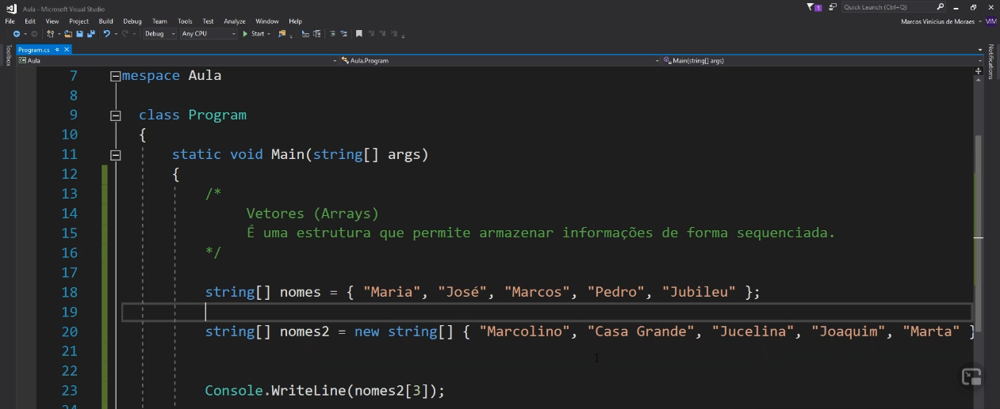 Aula - Microsoft Visual Studio
1
Quick Launch (Ctrl+Q)
File Edit View Project Build Debug Team Tools Test Analyze Window Help
Marcos Vinicius de Moraes VM
Debug Any CPU Start
Toolbox
Program.cs
Notifications
Aula Aula.Program Main(string[] args)
7 mespace Aula
8
9 class Program
10 {
11 static void Main(string[] args)
12 {
13 /*
14 Vetores (Arrays)
15 É uma estrutura que permite armazenar informações de forma sequenciada.
16 */
17
18 string[] nomes = { "Maria", "José", "Marcos", "Pedro", "Jubileu" };
19
20 string[] nomes2 = new string[] { "Marcolino", "Casa Grande", "Jucelina", "Joaquim", "Marta" }
21
22
23 Console.WriteLine(nomes2[3]);
24